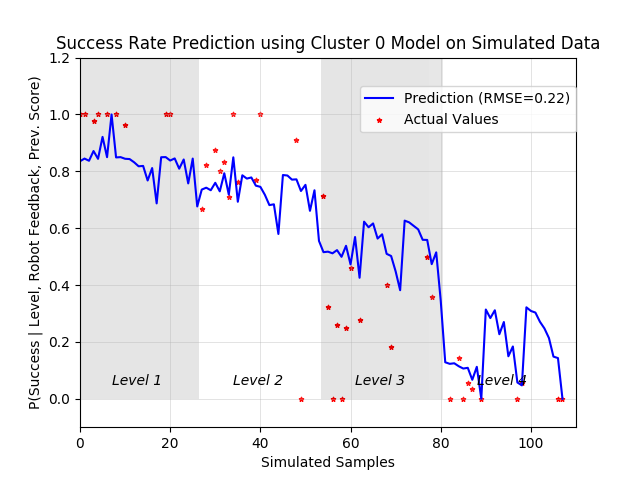 Success Rate Prediction using Cluster 0 Model on Simulated Data
P(Success | Level, Robot Feedback, Prev. Score)
1.2
1.0
0.8
0.6
0.4
0.2
0.0
Prediction (RMSE=0.22)
Actual Values
Level 1
Level 2
Level 3
Level 4
0
20
40
60
80
100
Simulated Samples